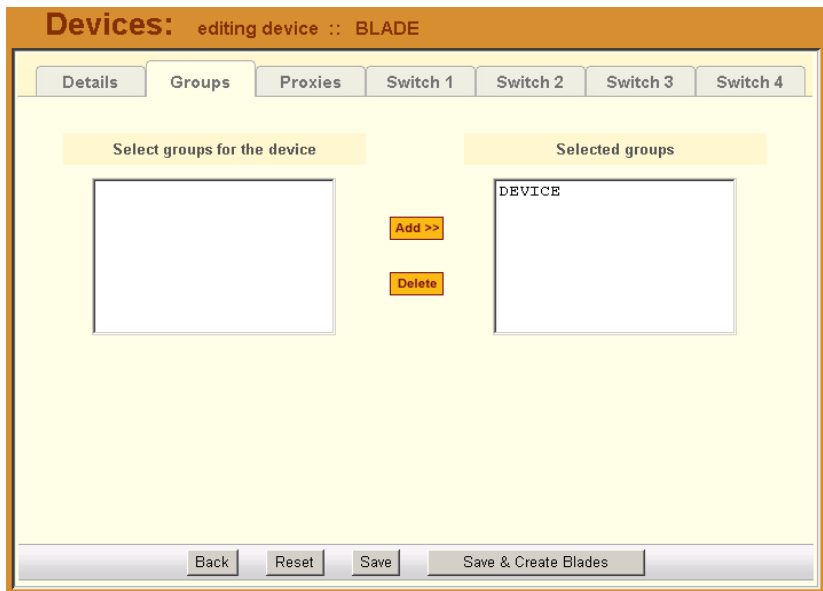 Devices: editing device :: BLADE
Details Groups Proxies Switch 1 Switch 2 Switch 3 Switch 4
Select groups for the device Selected groups
DEVICE
Add >>
Delete
Back Reset Save Save & Create Blades